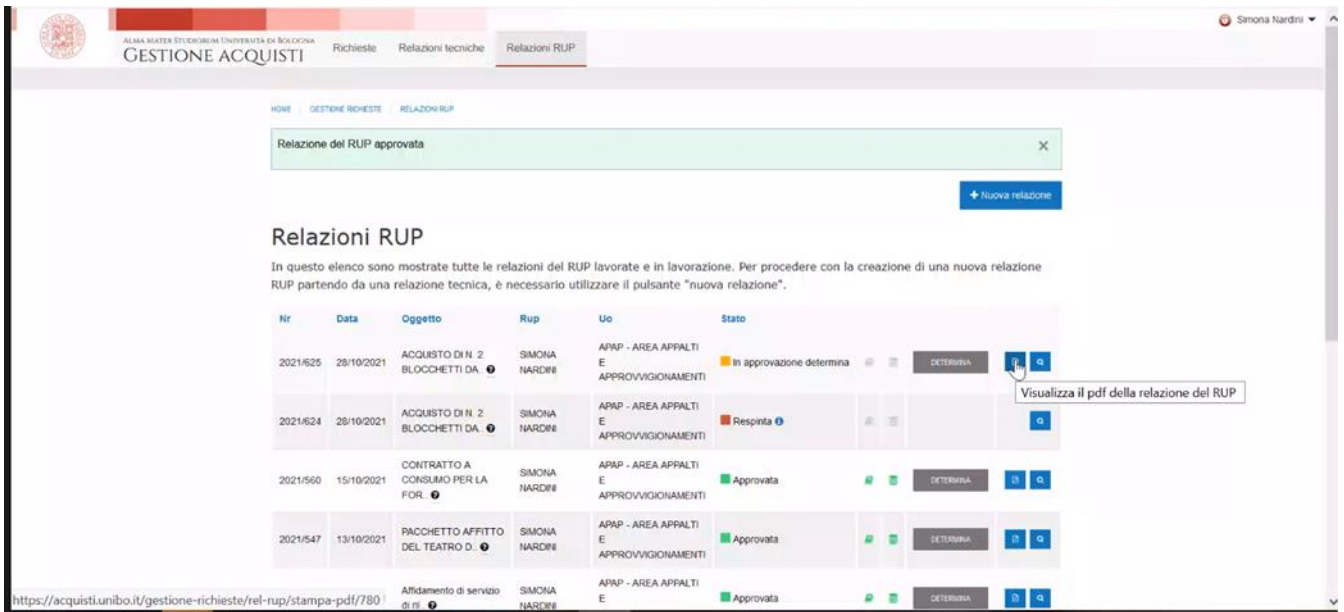 Simona Nardini
ALMA MATER STUDIORUM UNIVERSITÀ DI BOLOGNA
GESTIONE ACQUISTI
Richieste Relazioni tecniche Relazioni RUP
HOME GESTIONE RICHIESTE RELAZIONI RUP
Relazione del RUP approvata ×
+ Nuova relazione
Relazioni RUP
In questo elenco sono mostrate tutte le relazioni del RUP lavorate e in lavorazione. Per procedere con la creazione di una nuova relazione
RUP partendo da una relazione tecnica, è necessario utilizzare il pulsante "nuova relazione".
Nr Data Oggetto Rup Uo Stato
2021/625 28/10/2021 ACQUISTO DI N. 2
BLOCCHETTI DA..
SIMONA
NARDINI
APAP - AREA APPALTI
E
APPROVVIGIONAMENTI
In approvazione determina DETERMINA
Visualizza il pdf della relazione del RUP
2021/624 28/10/2021 ACQUISTO DI N. 2
BLOCCHETTI DA..
SIMONA
NARDINI
APAP - AREA APPALTI
E
APPROVVIGIONAMENTI
Respinta
2021/560 15/10/2021 CONTRATTO A
CONSUMO PER LA
FOR..
SIMONA
NARDINI
APAP - AREA APPALTI
E
APPROVVIGIONAMENTI
Approvata DETERMINA
2021/547 13/10/2021 PACCHETTO AFFITTO
DEL TEATRO D..
SIMONA
NARDINI
APAP - AREA APPALTI
E
APPROVVIGIONAMENTI
Approvata DETERMINA
Affidamento di servizio
di ri..
SIMONA
NARDINI
APAP - AREA APPALTI
E
Approvata DETERMINA
https://acquisti.unibo.it/gestione-richieste/rel-rup/stampa-pdf/780